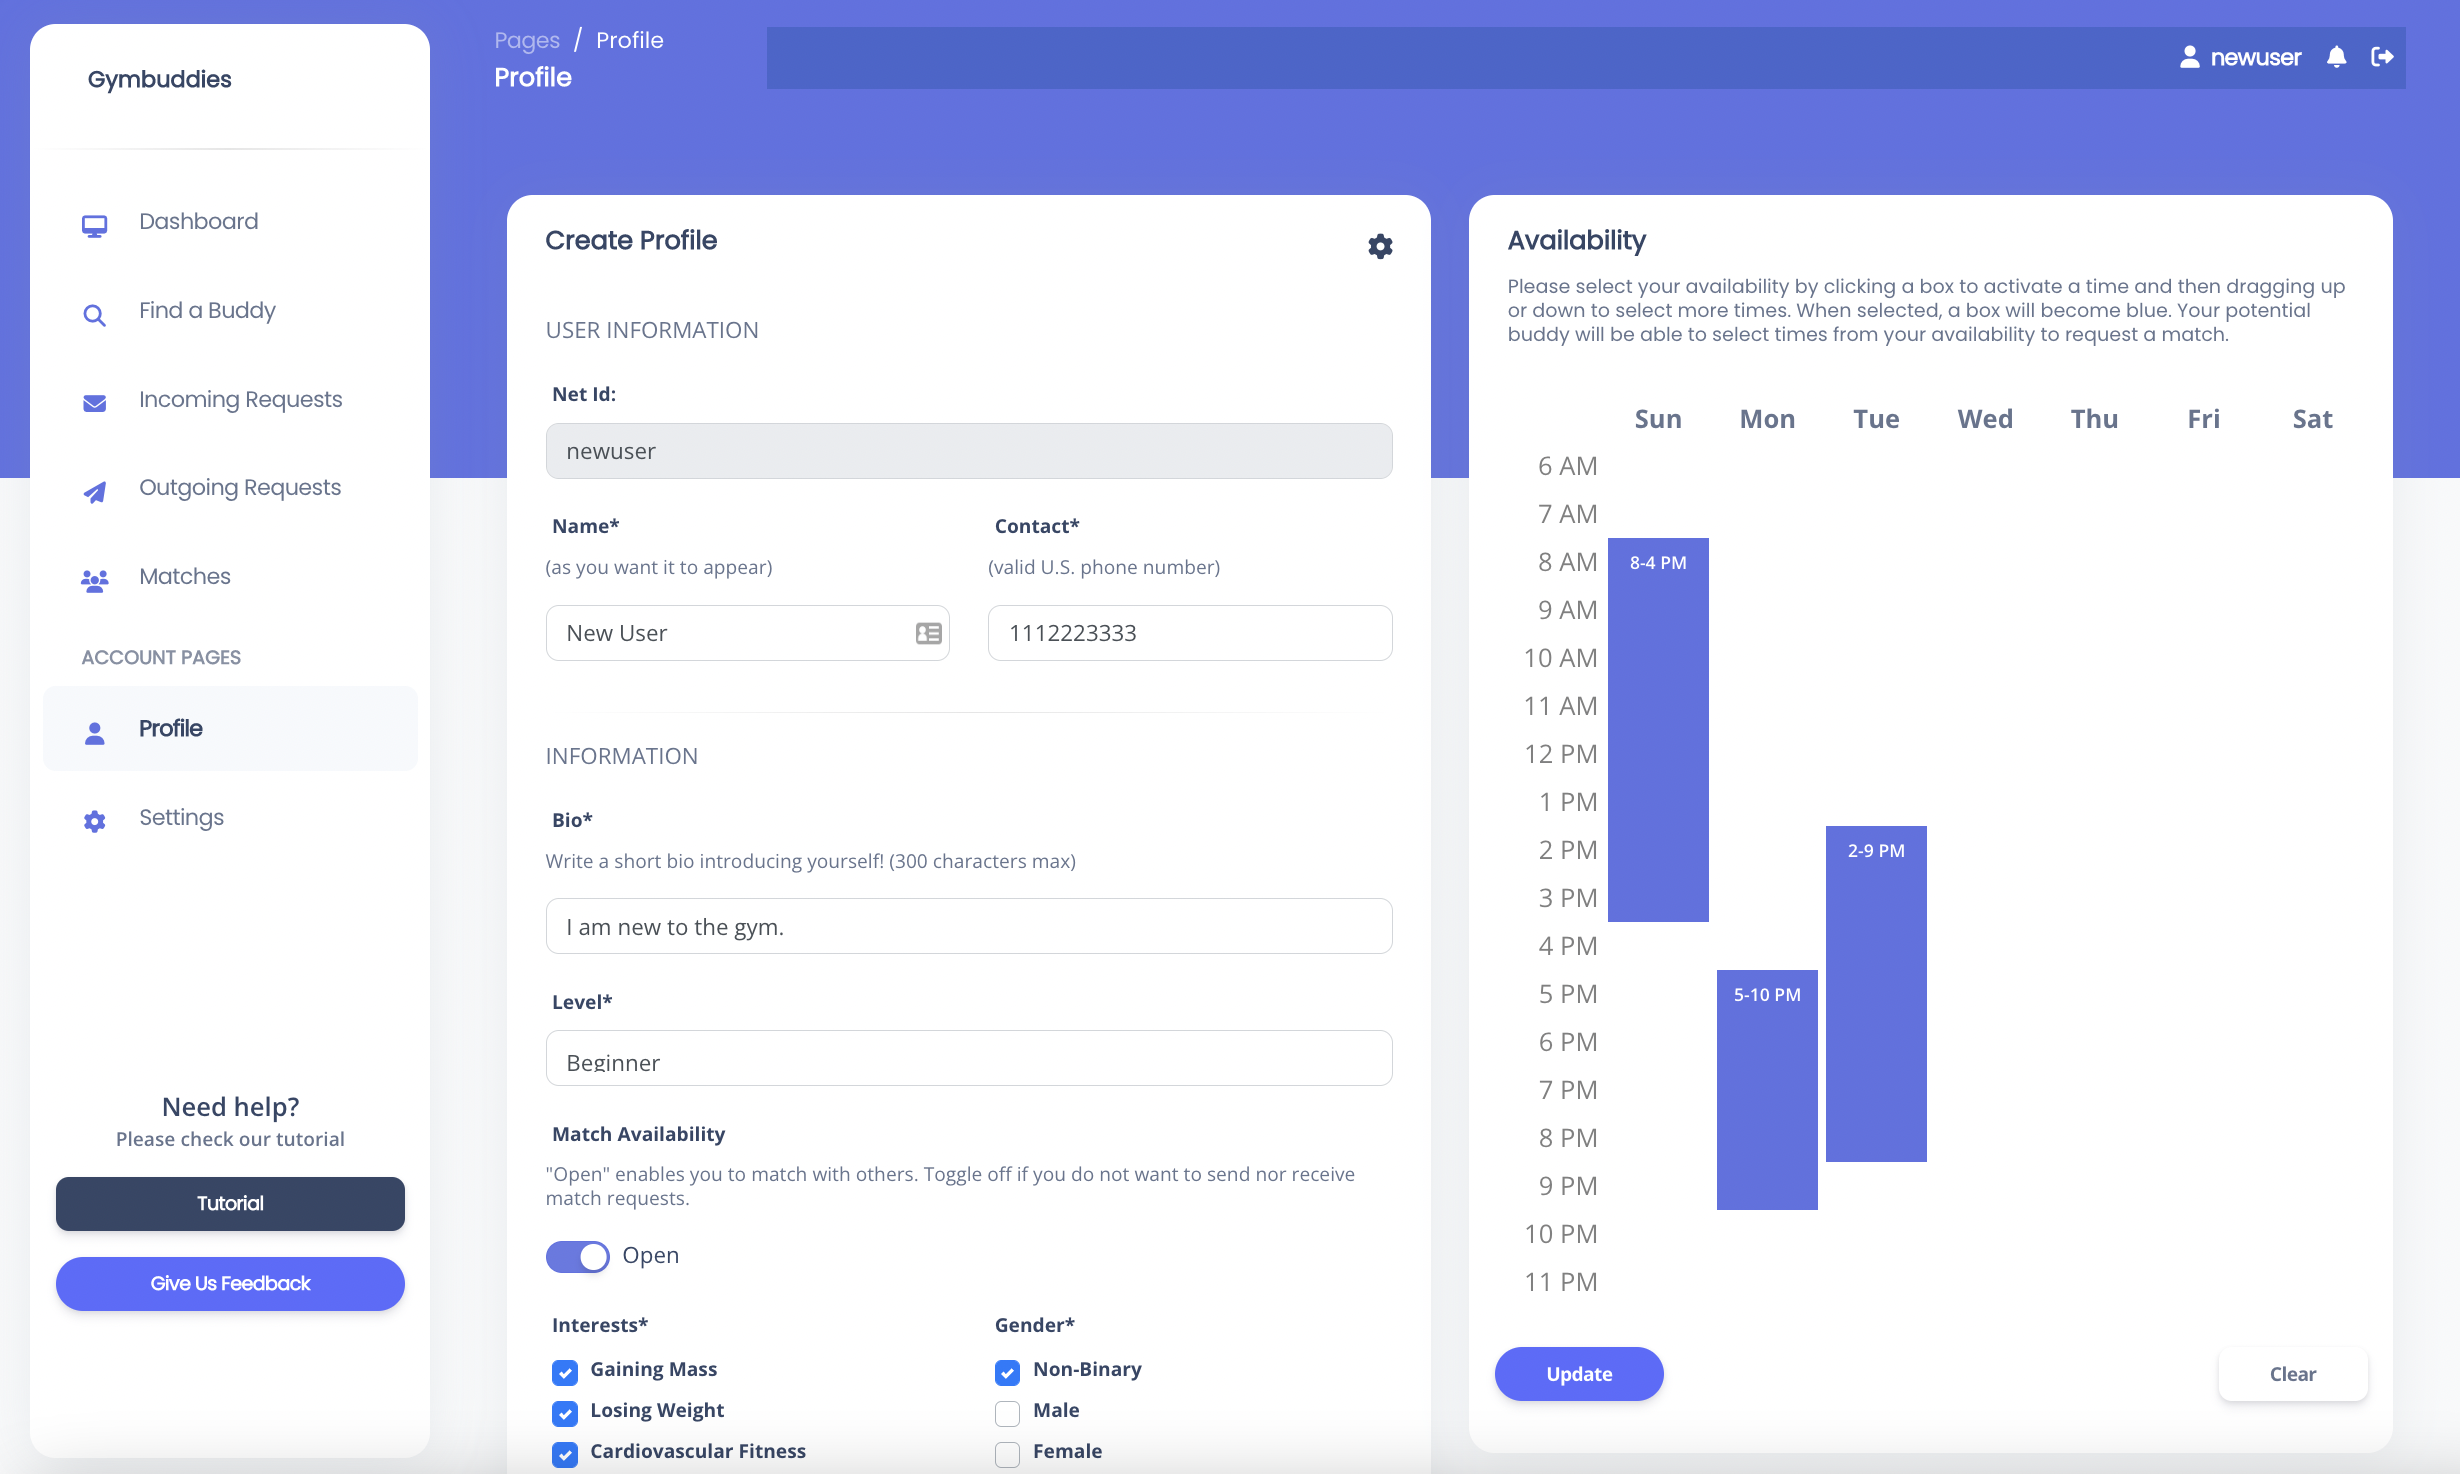 Gymbuddies
Dashboard
Find a Buddy
Incoming Requests
Outgoing Requests
Matches
ACCOUNT PAGES
Profile
Settings
Need help?
Please check our tutorial
Tutorial
Give Us Feedback
Pages / Profile
Profile
newuser
Create Profile
USER INFORMATION
Net Id:
newuser
Name*
(as you want it to appear)
New User
Contact*
(valid U.S. phone number)
1112223333
INFORMATION
Bio*
Write a short bio introducing yourself! (300 characters max)
I am new to the gym.
Level*
Beginner
Match Availability
"Open" enables you to match with others. Toggle off if you do not want to send nor receive
match requests.
Open
Interests*
Gaining Mass
Losing Weight
Cardiovascular Fitness
Gender*
Non-Binary
Male
Female
Availability
Please select your availability by clicking a box to activate a time and then dragging up
or down to select more times. When selected, a box will become blue. Your potential
buddy will be able to select times from your availability to request a match.
Sun Mon Tue Wed Thu Fri Sat
6 AM
7 AM
8 AM 8-4 PM
9 AM
10 AM
11 AM
12 PM
1 PM
2 PM 2-9 PM
3 PM
4 PM
5 PM 5-10 PM
6 PM
7 PM
8 PM
9 PM
10 PM
11 PM
Update
Clear